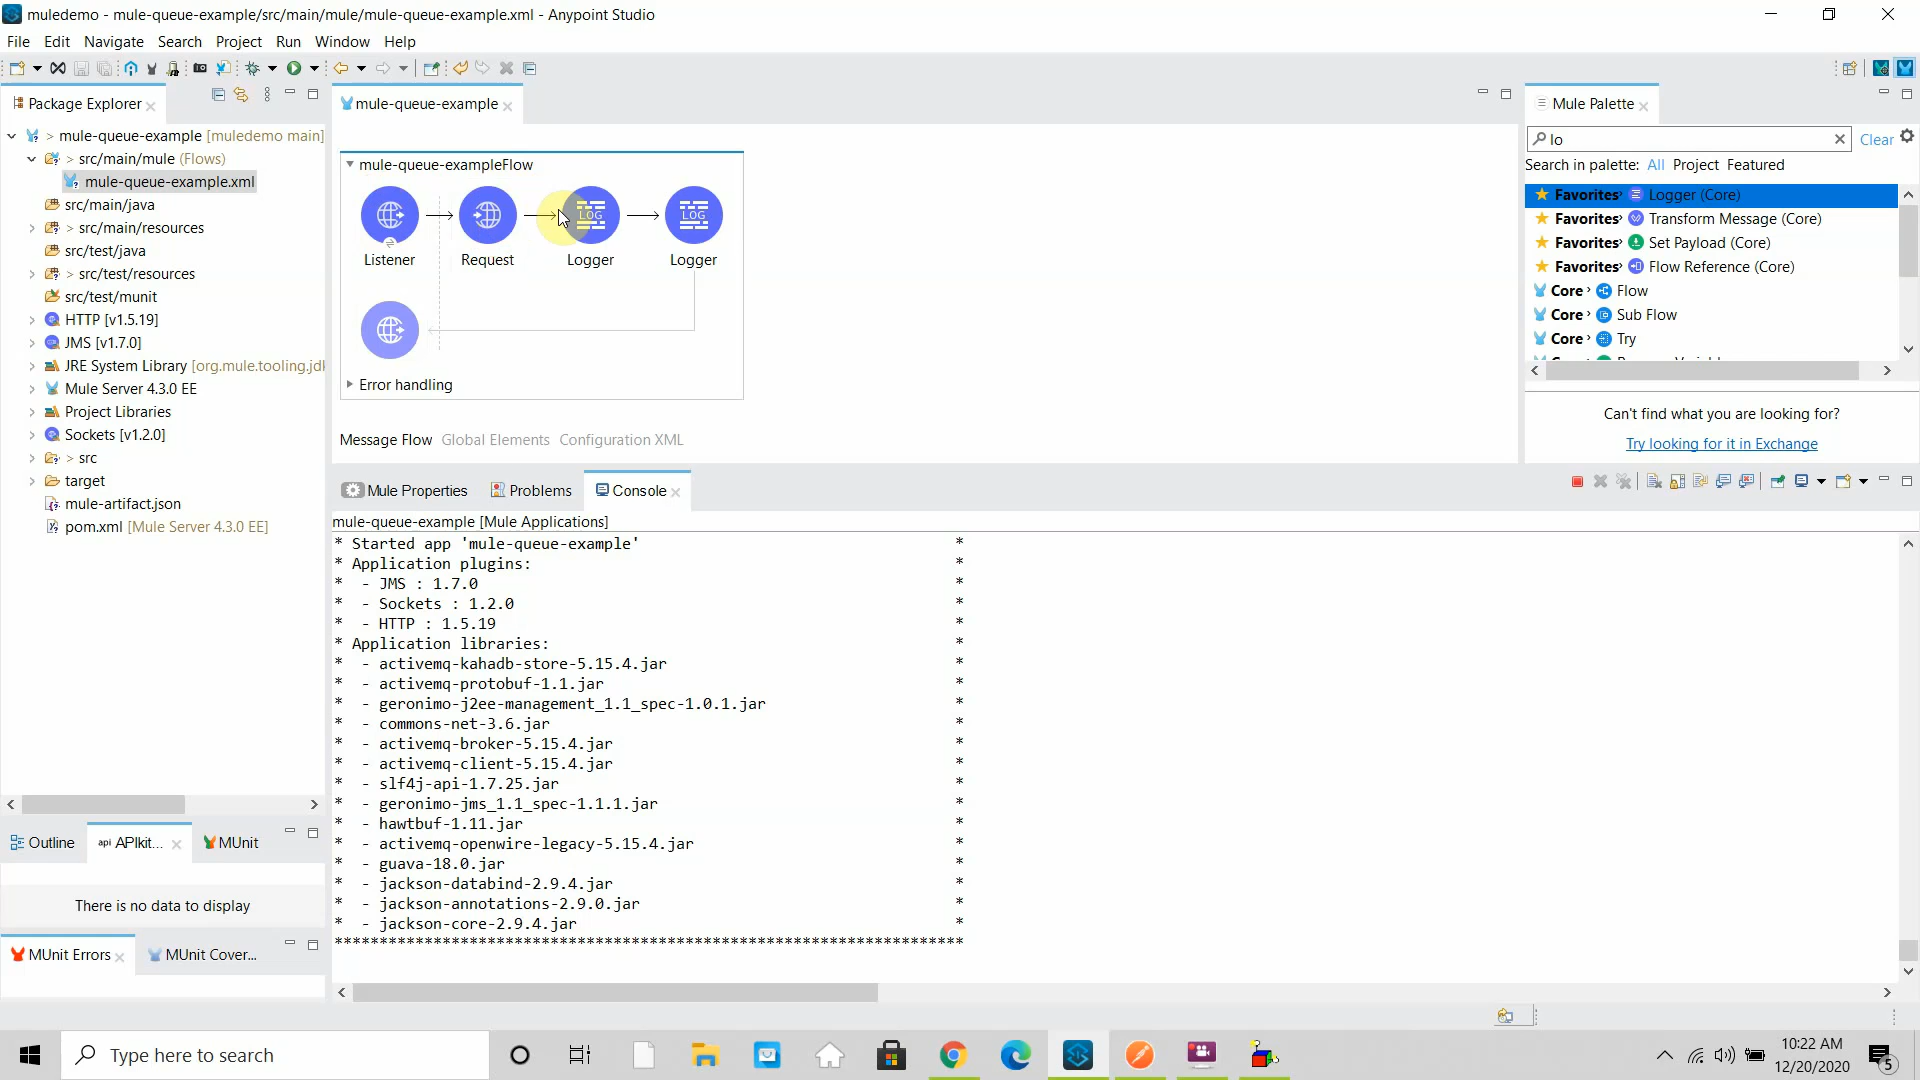 muledemo - mule-queue-example/src/main/mule/mule-queue-example.xml - Anypoint Studio
File Edit Navigate Search Project Run Window Help
Package Explorer
> mule-queue-example [muledemo main]
> src/main/mule (Flows)
mule-queue-example.xml
src/main/java
> src/main/resources
src/test/java
> src/test/resources
src/test/munit
HTTP [v1.5.19]
JMS [v1.7.0]
JRE System Library [org.mule.tooling.jdk
Mule Server 4.3.0 EE
Project Libraries
Sockets [v1.2.0]
> src
target
mule-artifact.json
pom.xml [Mule Server 4.3.0 EE]
Outline
api APIkit...
MUnit
There is no data to display
MUnit Errors
MUnit Cover...
mule-queue-example
mule-queue-exampleFlow
LOG LOG
Listener Request Logger Logger
Error handling
Message Flow Global Elements Configuration XML
Mule Palette
lo
Clear
Search in palette: All Project Featured
Favorites Logger (Core)
Favorites Transform Message (Core)
Favorites Set Payload (Core)
Favorites Flow Reference (Core)
Core Flow
Core Sub Flow
Core Try
Can't find what you are looking for?
Try looking for it in Exchange
Mule Properties Problems Console
mule-queue-example [Mule Applications]
* Started app 'mule-queue-example' *
* Application plugins: *
* - JMS : 1.7.0 *
* - Sockets : 1.2.0 *
* - HTTP : 1.5.19 *
* Application libraries: *
* - activemq-kahadb-store-5.15.4.jar *
* - activemq-protobuf-1.1.jar *
* - geronimo-j2ee-management_1.1_spec-1.0.1.jar *
* - commons-net-3.6.jar *
* - activemq-broker-5.15.4.jar *
* - activemq-client-5.15.4.jar *
* - slf4j-api-1.7.25.jar *
* - geronimo-jms_1.1_spec-1.1.1.jar *
* - hawtbuf-1.11.jar *
* - activemq-openwire-legacy-5.15.4.jar *
* - guava-18.0.jar *
* - jackson-databind-2.9.4.jar *
* - jackson-annotations-2.9.0.jar *
* - jackson-core-2.9.4.jar *
**********************************************************************
Type here to search
10:22 AM
12/20/2020
5